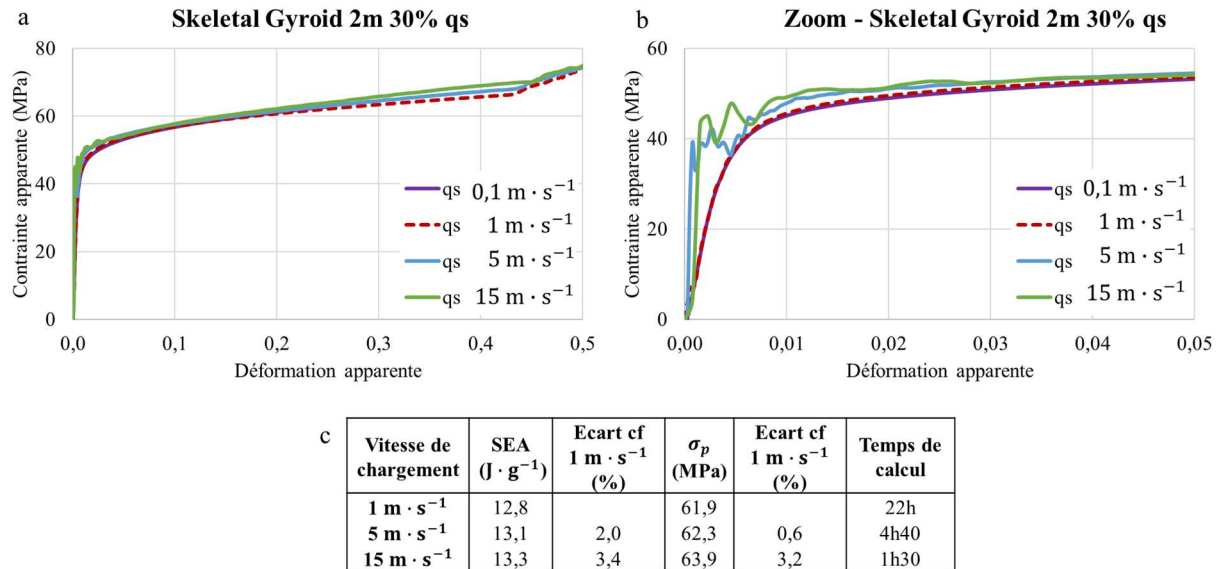 a
Skeletal Gyroid 2m 30% qs
Contrainte apparente (MPa)
80
60
40
20
0
qs 0,1 m · s⁻¹
qs 1 m · s⁻¹
qs 5 m · s⁻¹
qs 15 m · s⁻¹
0,0 0,1 0,2 0,3 0,4 0,5
Déformation apparente
b
Zoom - Skeletal Gyroid 2m 30% qs
Contrainte apparente (MPa)
60
40
20
0
qs 0,1 m · s⁻¹
qs 1 m · s⁻¹
qs 5 m · s⁻¹
qs 15 m · s⁻¹
0,00 0,01 0,02 0,03 0,04 0,05
Déformation apparente
c
Vitesse de chargement SEA (J · g⁻¹) Ecart cf 1 m · s⁻¹ (%) σp (MPa) Ecart cf 1 m · s⁻¹ (%) Temps de calcul
1 m · s⁻¹ 12,8 61,9 22h
5 m · s⁻¹ 13,1 2,0 62,3 0,6 4h40
15 m · s⁻¹ 13,3 3,4 63,9 3,2 1h30